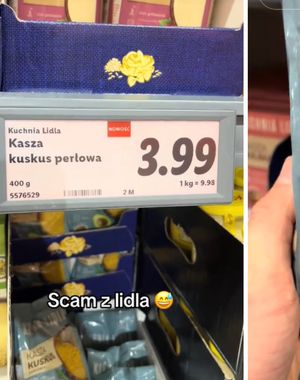 Kuchnia Lidla
NOWOŚĆ
Kasza
kuskus perłowa
3.99
400 g
1 kg = 9.98
5576529
2 M
Scam z lidla 😅
KASZA
KUSKUS